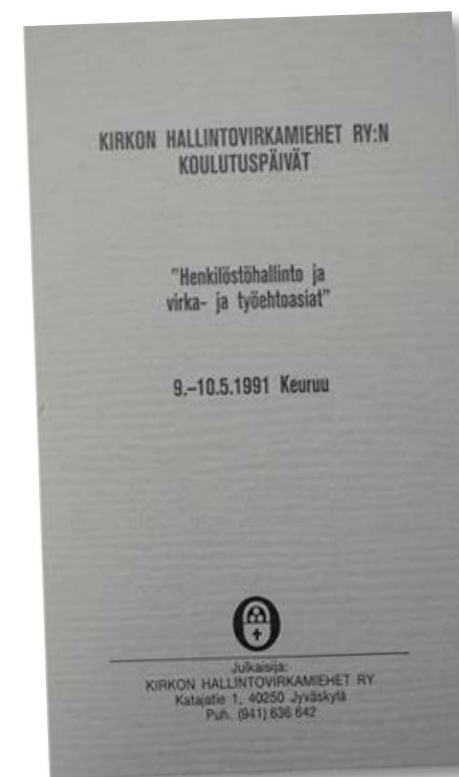 KIRKON HALLINTOVIRKAMIEHET RY:N
KOULUTUSPÄIVÄT
"Henkilöstöhallinto ja
virka- ja työehtoasiat"
9.–10.5.1991 Keuruu
Julkaisija:
KIRKON HALLINTOVIRKAMIEHET RY.
Katajatie 1, 40250 Jyväskylä
Puh. (941) 636 642